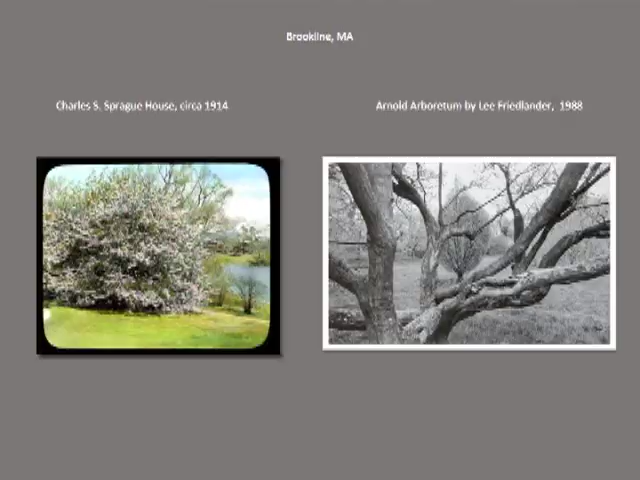 Brookline, MA
Charles S. Sprague House, circa 1914
Arnold Arboretum by Lee Friedlander, 1988